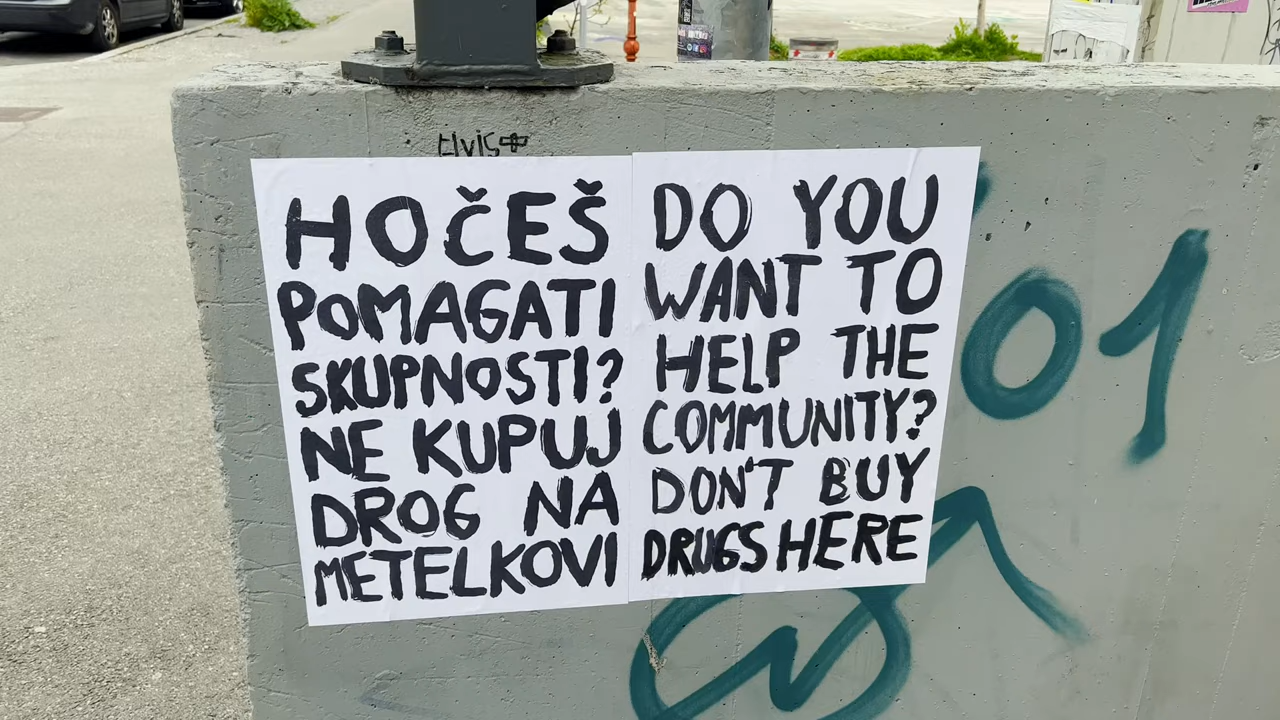 Elvis
HOČEŠ
POMAGATI
SKUPNOSTI?
NE KUPUJ
DROG NA
METELKOVI
DO YOU
WANT TO
HELP THE
COMMUNITY?
DON'T BUY
DRUGS HERE
01